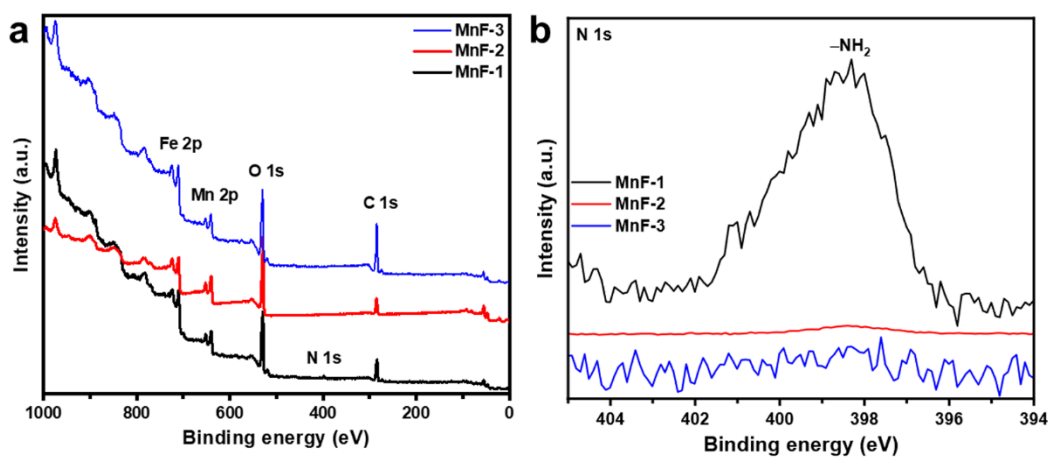 a
MnF-3
MnF-2
MnF-1
Fe 2p
Mn 2p
O 1s
C 1s
N 1s
Intensity (a.u.)
1000 800 600 400 200 0
Binding energy (eV)
b
N 1s
–NH₂
MnF-1
MnF-2
MnF-3
Intensity (a.u.)
404 402 400 398 396 394
Binding energy (eV)